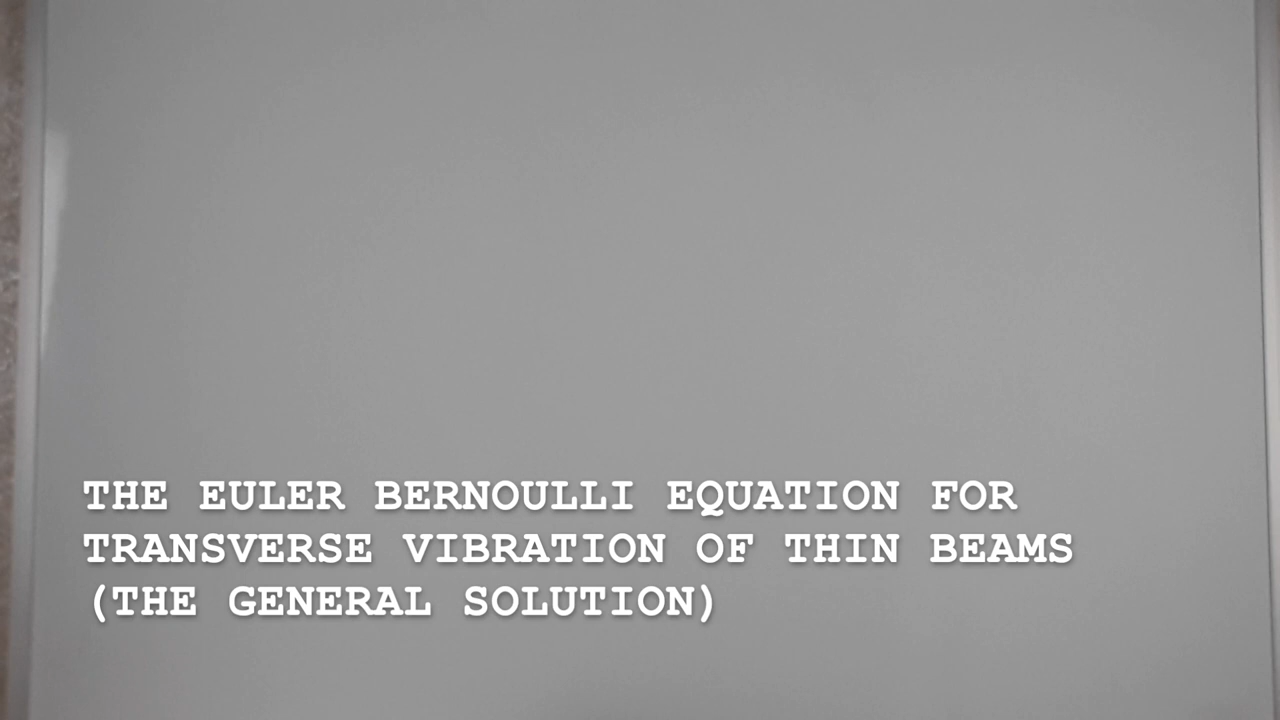 THE EULER BERNOULLI EQUATION FOR
TRANSVERSE VIBRATION OF THIN BEAMS
(THE GENERAL SOLUTION)